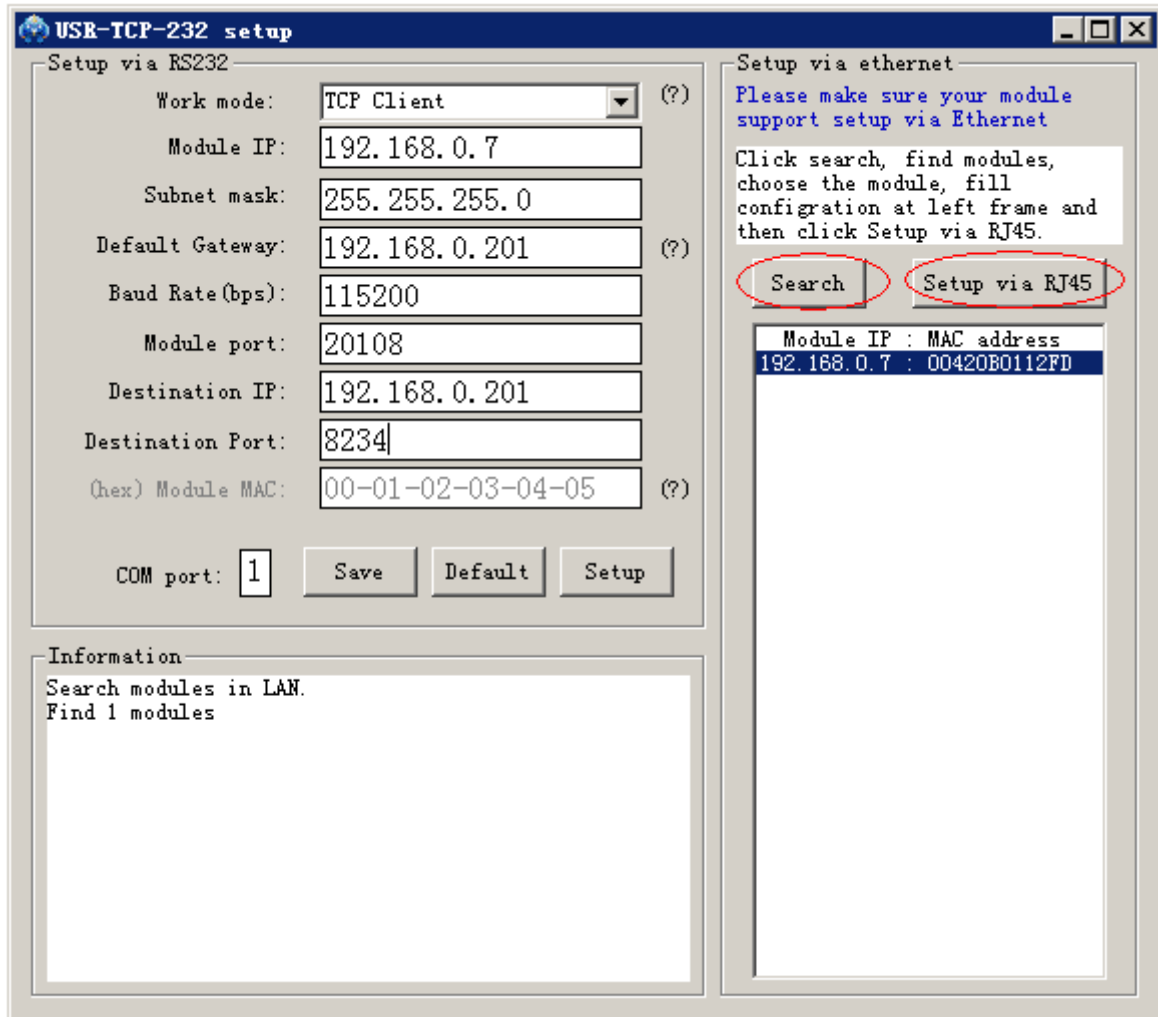 USR-TCP-232 setup
Setup via RS232
Work mode: TCP Client (?)
Module IP: 192.168.0.7
Subnet mask: 255.255.255.0
Default Gateway: 192.168.0.201 (?)
Baud Rate(bps): 115200
Module port: 20108
Destination IP: 192.168.0.201
Destination Port: 8234
(hex) Module MAC: 00-01-02-03-04-05 (?)
COM port: 1 Save Default Setup
Information
Search modules in LAN.
Find 1 modules
Setup via ethernet
Please make sure your module
support setup via Ethernet
Click search, find modules,
choose the module, fill
configration at left frame and
then click Setup via RJ45.
Search Setup via RJ45
Module IP : MAC address
192.168.0.7 : 00420B0112FD